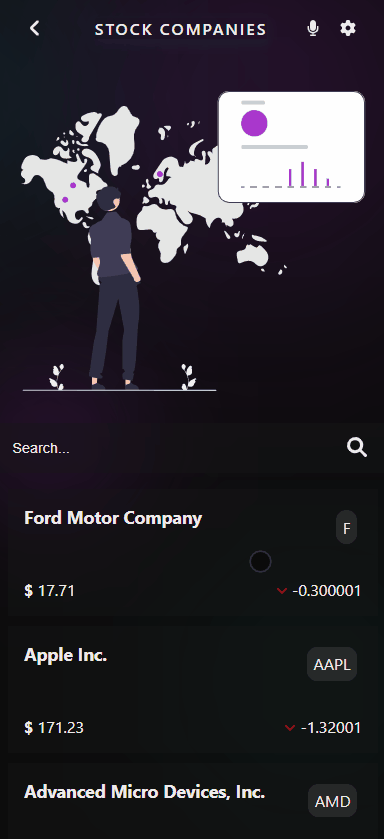 STOCK COMPANIES
Search...
Ford Motor Company
F
$ 17.71
-0.300001
Apple Inc.
AAPL
$ 171.23
-1.32001
Advanced Micro Devices, Inc.
AMD